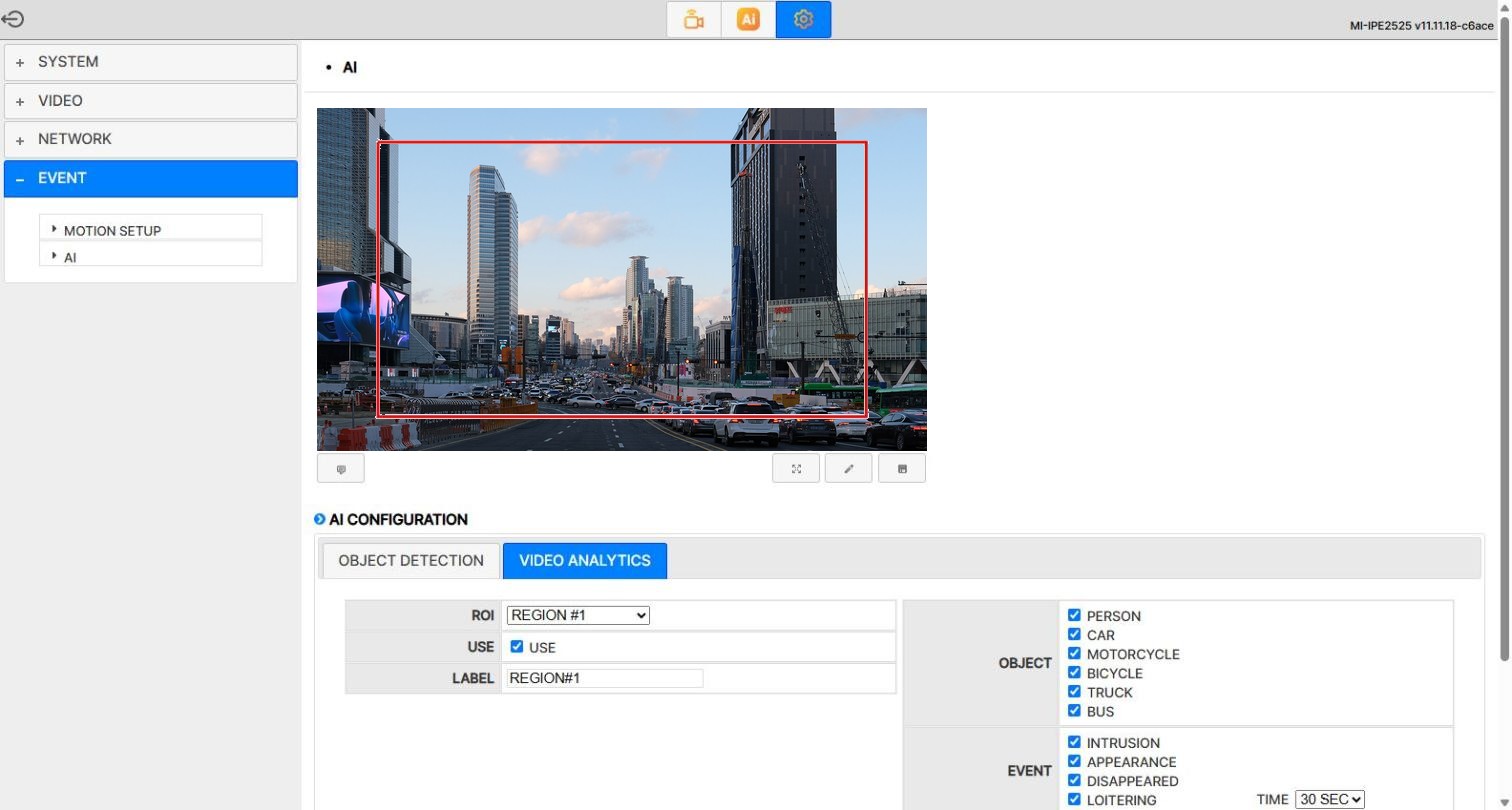 Ai
MI-IPE2525 v11.11.18-c6ace
+ SYSTEM
+ VIDEO
+ NETWORK
- EVENT
MOTION SETUP
AI
• AI
AI CONFIGURATION
OBJECT DETECTION
VIDEO ANALYTICS
ROI REGION #1
USE USE
LABEL REGION#1
OBJECT
PERSON
CAR
MOTORCYCLE
BICYCLE
TRUCK
BUS
EVENT
INTRUSION
APPEARANCE
DISAPPEARED
LOITERING TIME 30 SEC